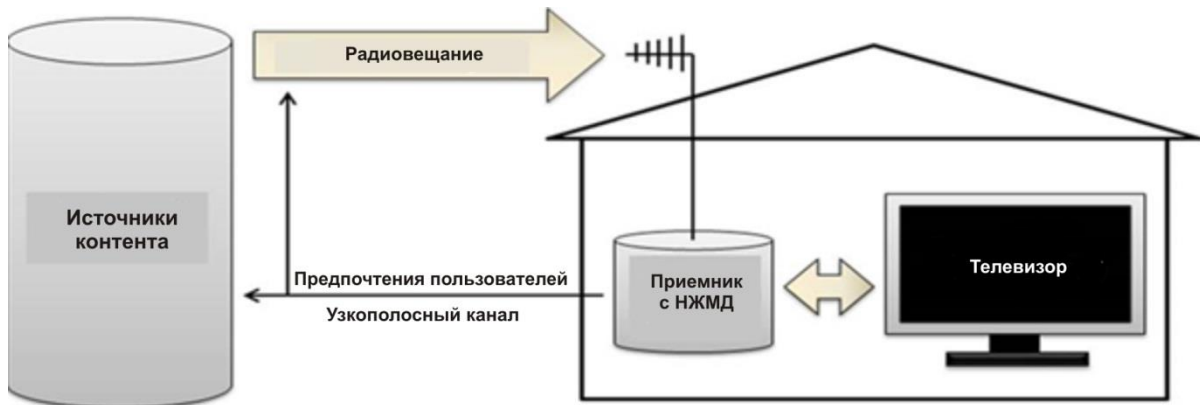 Радиовещание
Источники
контента
Предпочтения пользователей
Узкополосный канал
Приемник
с НЖМД
Телевизор